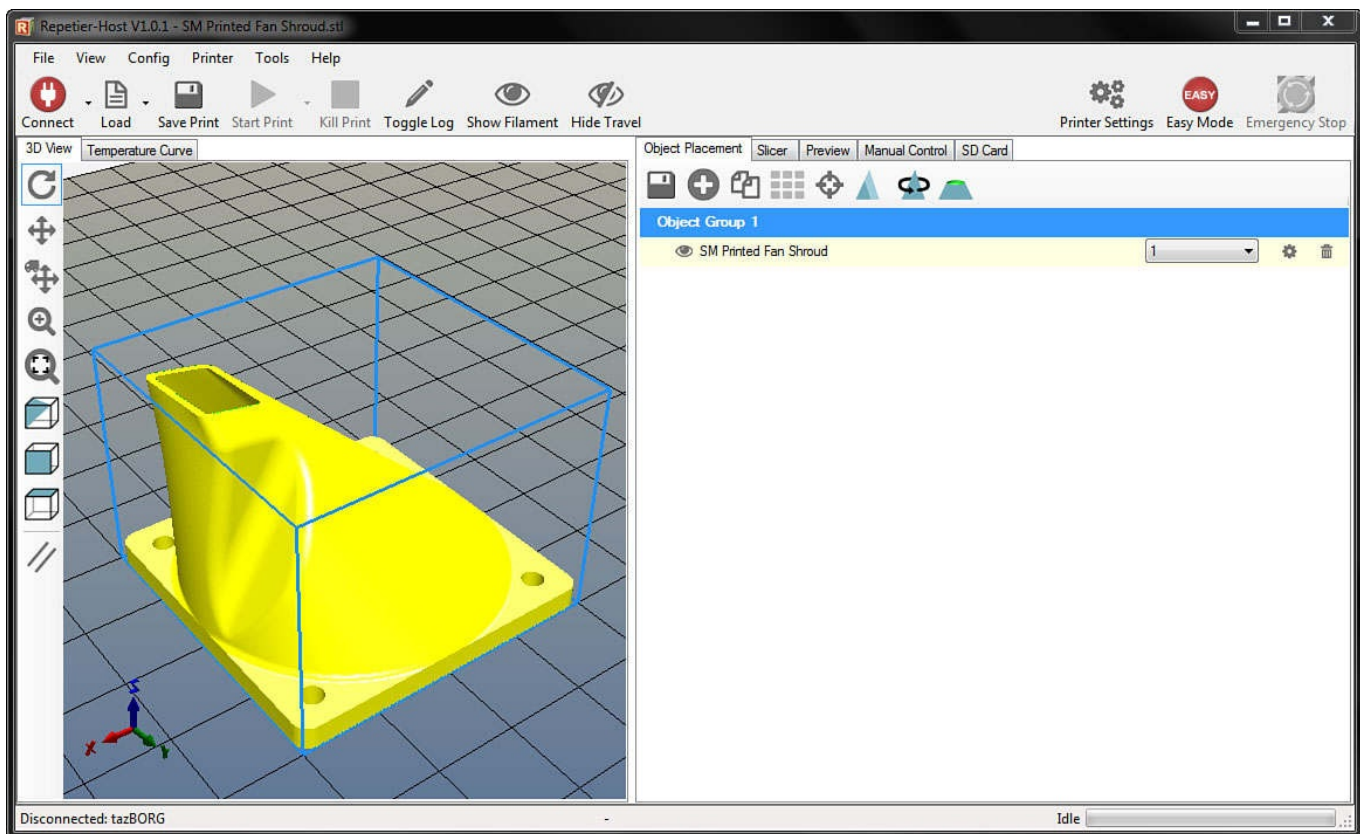 Repetier-Host V1.0.1 - SM Printed Fan Shroud.stl
File View Config Printer Tools Help
Connect Load Save Print Start Print Kill Print Toggle Log Show Filament Hide Travel Printer Settings Easy Mode Emergency Stop
EASY
3D View Temperature Curve
Object Placement Slicer Preview Manual Control SD Card
Object Group 1
SM Printed Fan Shroud 1
Z
X
Y
Disconnected: tazBORG - Idle